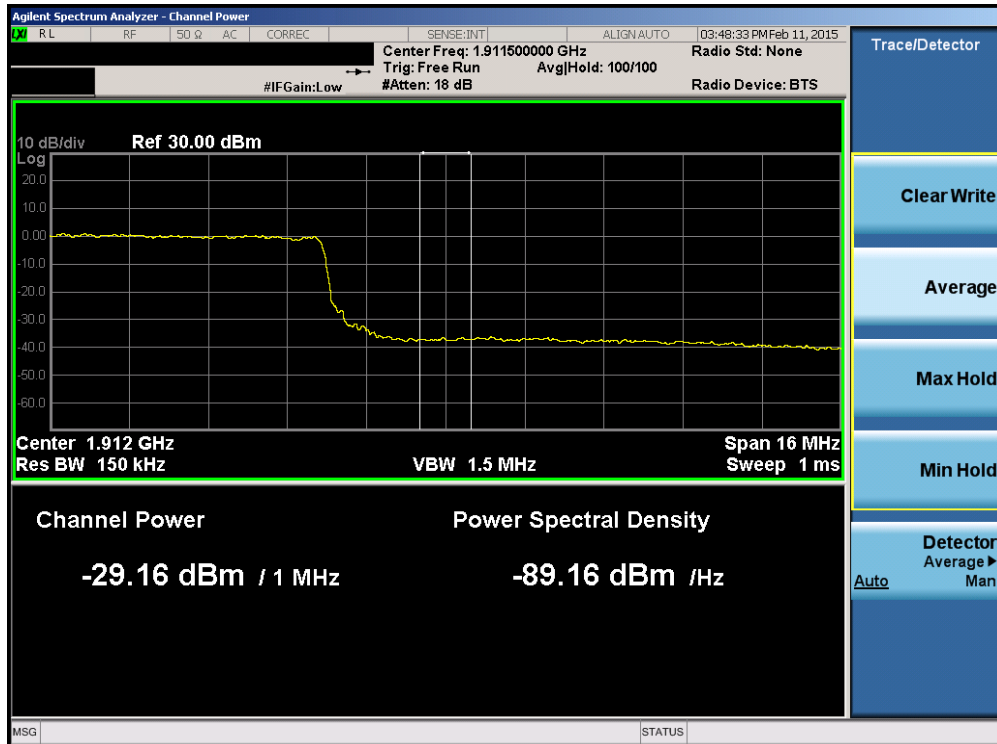 Agilent Spectrum Analyzer - Channel Power
LXI RL RF 50 Ω AC CORREC SENSE:INT ALIGN AUTO 03:48:33 PM Feb 11, 2015
Center Freq: 1.911500000 GHz Radio Std: None
Trig: Free Run Avg|Hold: 100/100
#IFGain:Low #Atten: 18 dB Radio Device: BTS
Trace/Detector
10 dB/div Ref 30.00 dBm
Log
20.0
10.0
0.00
-10.0
-20.0
-30.0
-40.0
-50.0
-60.0
Center 1.912 GHz Span 16 MHz
Res BW 150 kHz VBW 1.5 MHz Sweep 1 ms
Channel Power Power Spectral Density
-29.16 dBm / 1 MHz -89.16 dBm /Hz
Clear Write
Average
Max Hold
Min Hold
Detector
Average
Auto Man
MSG STATUS